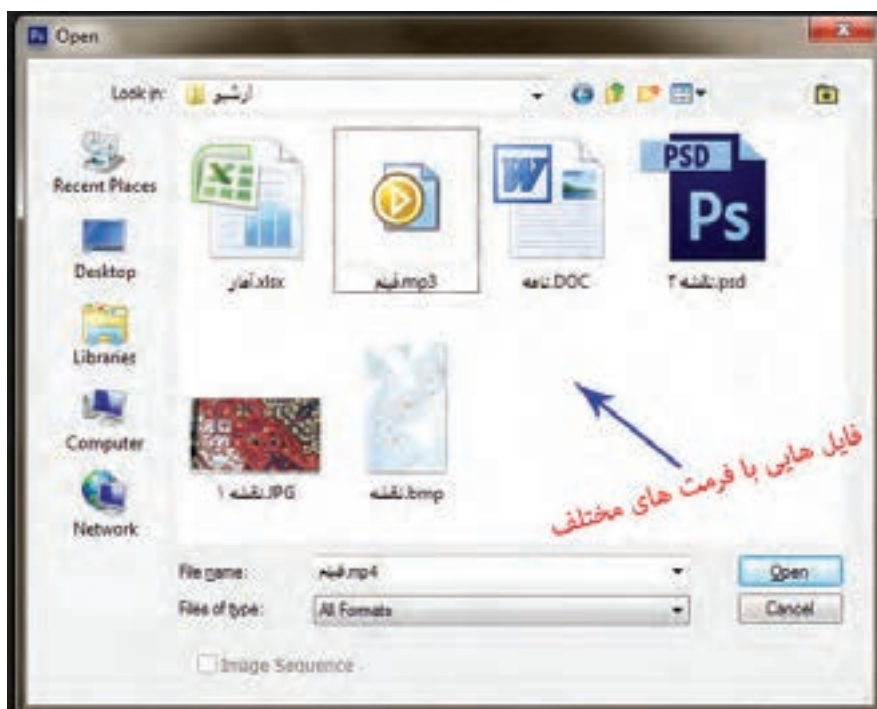 Ps Open
Look in: ارشیو
Recent Places
Desktop
Libraries
Computer
Network
آمار.xlsx
فیلم.mp3
نامه.DOC
PSD
Ps
نقشه ۲.psd
نقشه ۱.JPG
نقشه.bmp
فایل هایی با فرمت های مختلف
File name: فیلم.mp4
Open
Files of type: All Formats
Cancel
Image Sequence